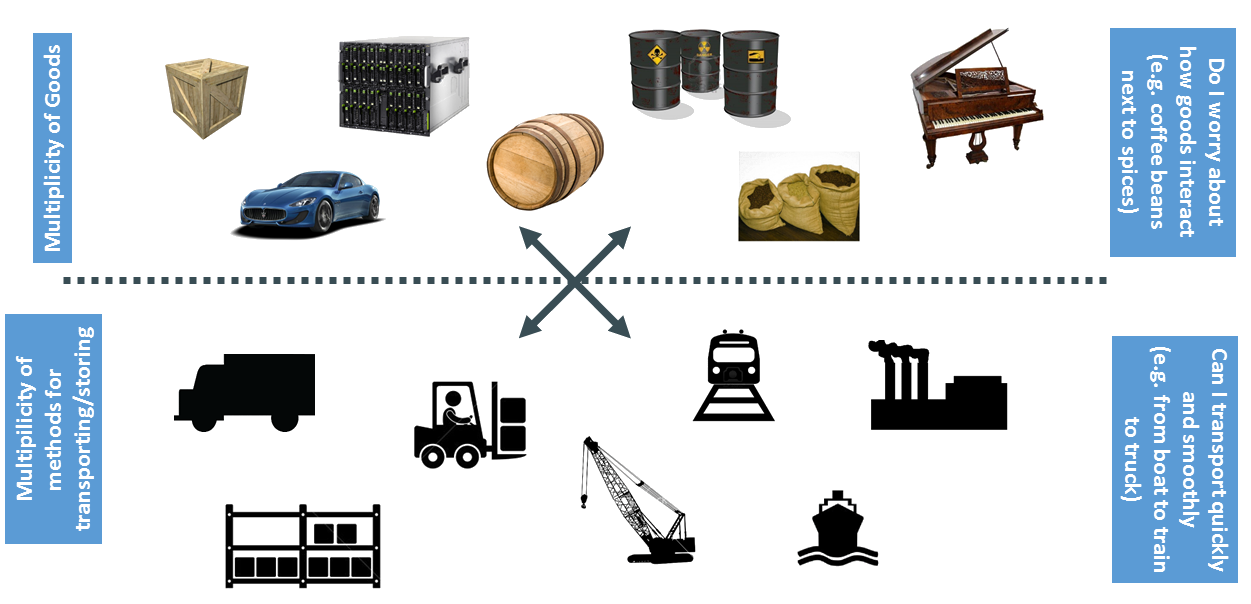 Multiplicity of Goods
Do I worry about
how goods interact
(e.g. coffee beans
next to spices)
Multipilicity of
methods for
transporting/storing
Can I transport quickly
and smoothly
(e.g. from boat to train
to truck)